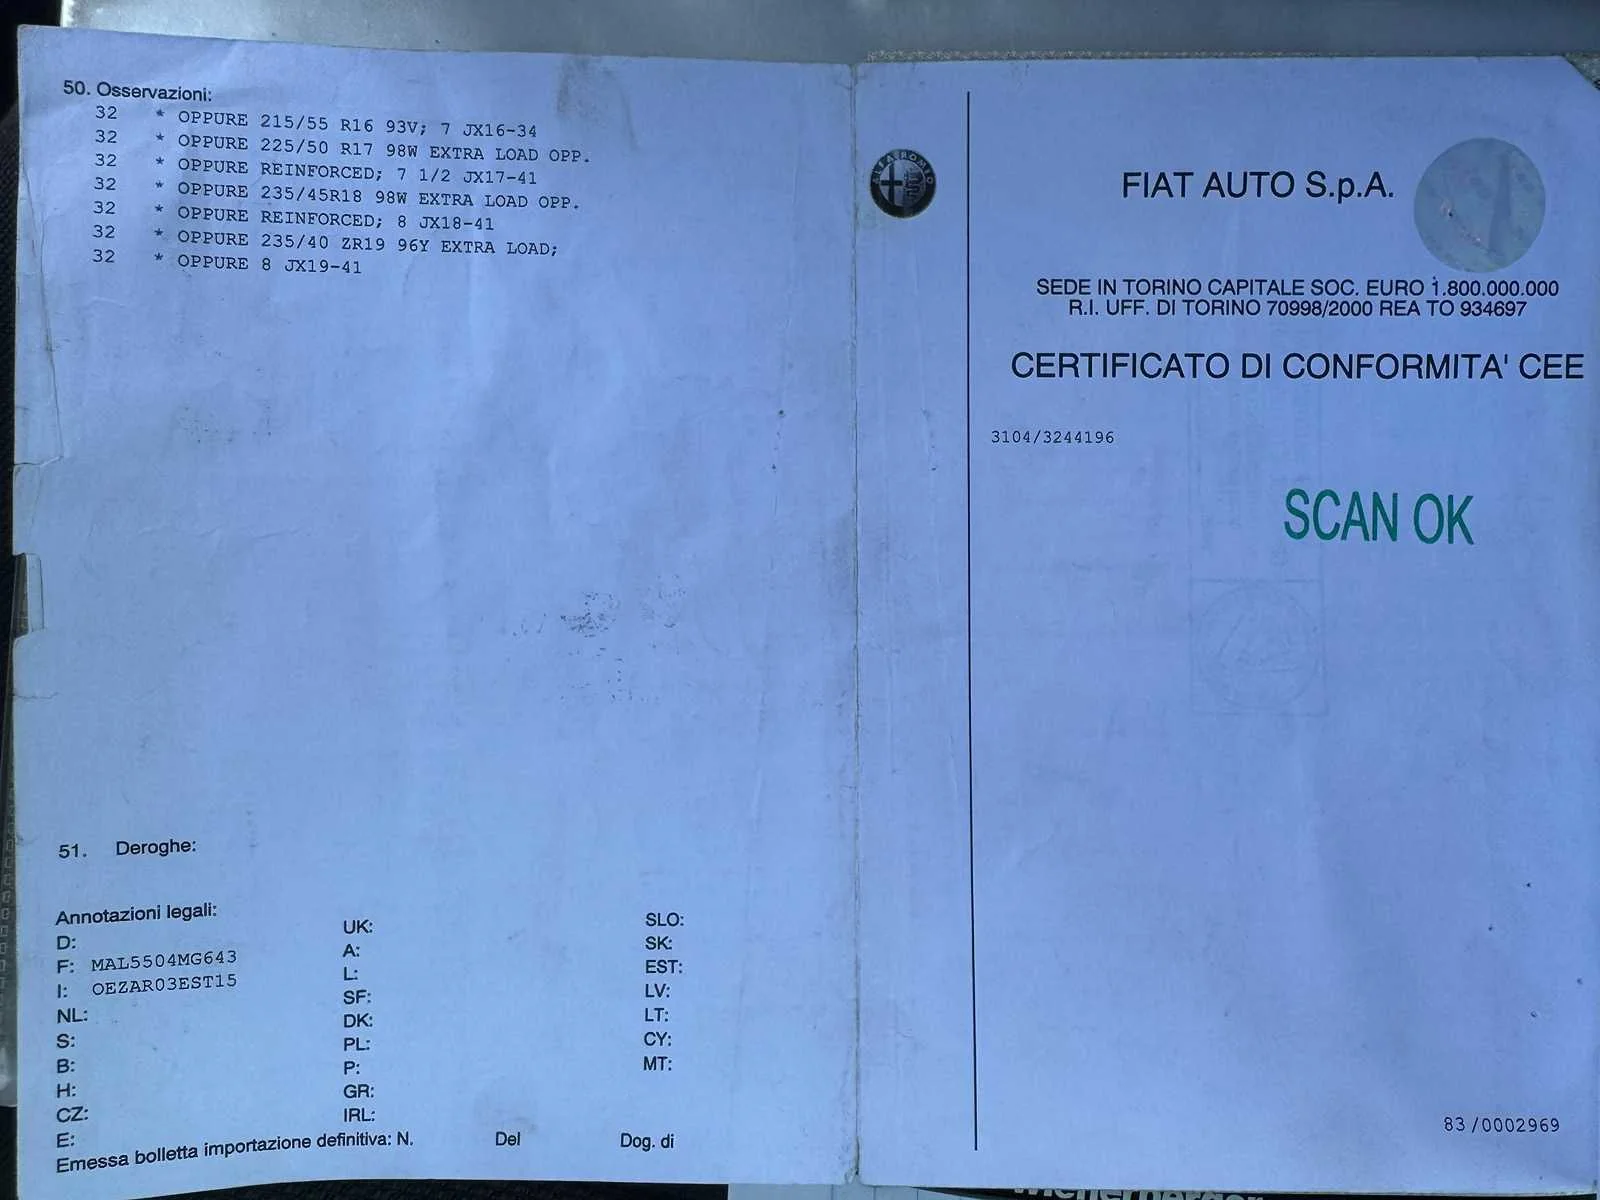 50. Osservazioni:
32 * OPPURE 215/55 R16 93V; 7 JX16-34
32 * OPPURE 225/50 R17 98W EXTRA LOAD OPP.
32 * OPPURE REINFORCED; 7 1/2 JX17-41
32 * OPPURE 235/45R18 98W EXTRA LOAD OPP.
32 * OPPURE REINFORCED; 8 JX18-41
32 * OPPURE 235/40 ZR19 96Y EXTRA LOAD;
32 * OPPURE 8 JX19-41
51. Deroghe:
Annotazioni legali:
D:
F: MAL5504MG643
I: OEZAR03EST15
NL:
S:
B:
H:
CZ:
E:
UK:
A:
L:
SF:
DK:
PL:
P:
GR:
IRL:
SLO:
SK:
EST:
LV:
LT:
CY:
MT:
Emessa bolletta importazione definitiva: N. Del Dog. di
ALFA ROMEO
FIAT AUTO S.p.A.
SEDE IN TORINO CAPITALE SOC. EURO 1.800.000.000
R.I. UFF. DI TORINO 70998/2000 REA TO 934697
CERTIFICATO DI CONFORMITA' CEE
3104/3244196
SCAN OK
83/0002969